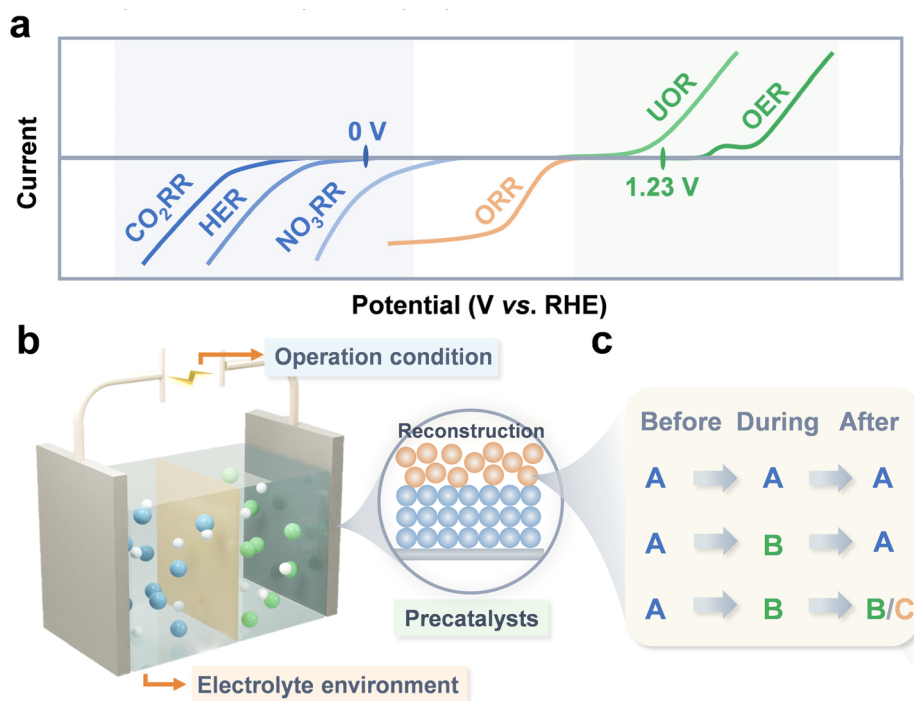 a
Current
CO₂RR
HER
0 V
NO₃RR
ORR
UOR
1.23 V
OER
Potential (V vs. RHE)
b
Operation condition
Reconstruction
Precatalysts
Electrolyte environment
c
Before During After
A A A
A B A
A B B/C